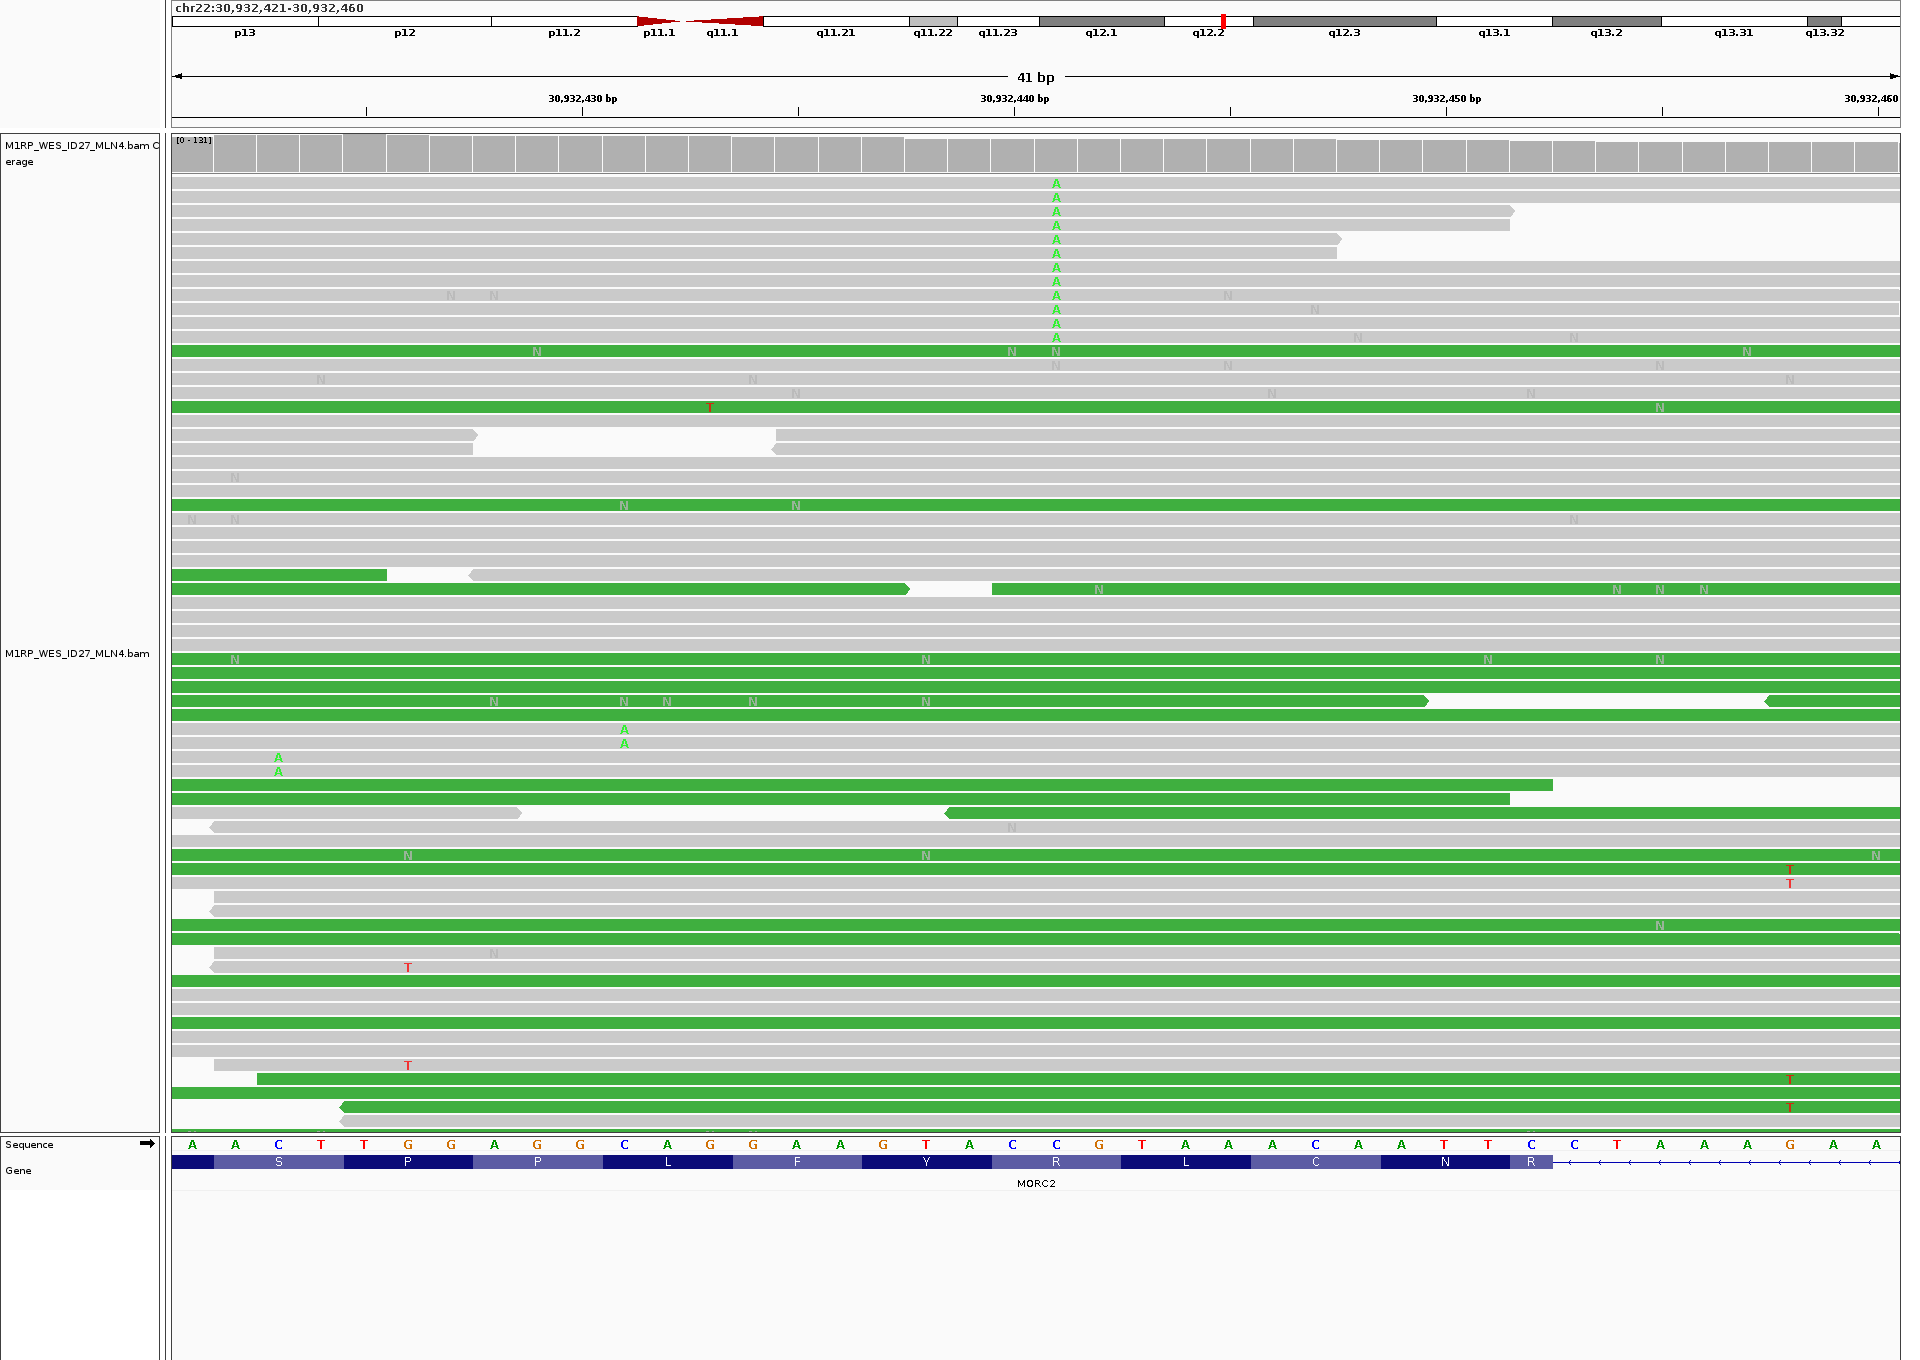 chr22:30,932,421-30,932,460
p13 p12 p11.2 p11.1 q11.1 q11.21 q11.22 q11.23 q12.1 q12.2 q12.3 q13.1 q13.2 q13.31 q13.32
41 bp
30,932,430 bp 30,932,440 bp 30,932,450 bp 30,932,460
M1RP_WES_ID27_MLN4.bam C
erage
[0 - 131]
A
A
A
A
A
A
A
A
N N A N
A N
A
A N N
N N N N
N N N
N N N
N N N
T N
N
N N
N N N
N N N N
M1RP_WES_ID27_MLN4.bam
N N N N
N N N N N
A
A
A
A
N
N N N
T
T
N
N
T
T
T
T
Sequence A A C T T G G A G G C A G G A A G T A C C G T A A A C A A T T C C T A A A G A A
Gene S P P L F Y R L C N R
MORC2